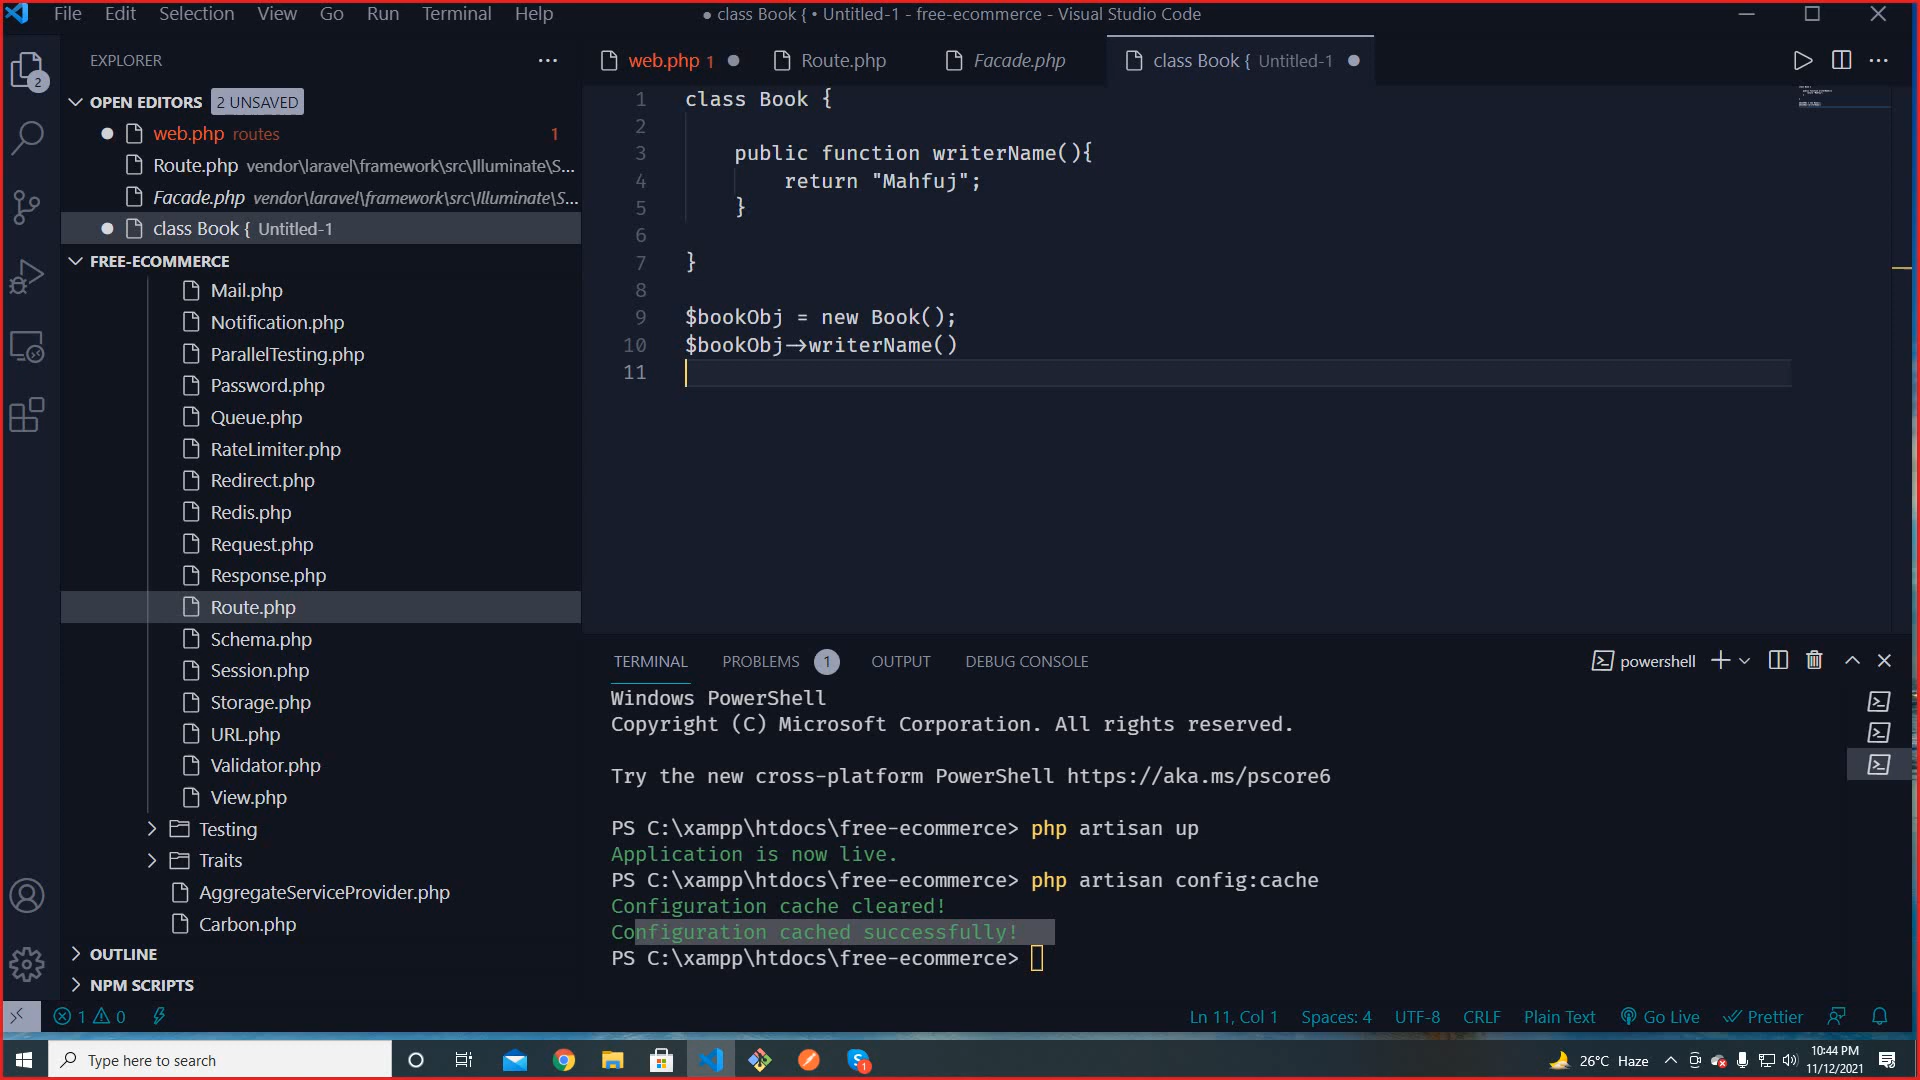 File Edit Selection View Go Run Terminal Help
● class Book { • Untitled-1 - free-ecommerce - Visual Studio Code
EXPLORER
2
OPEN EDITORS 2 UNSAVED
web.php routes 1
Route.php vendor\laravel\framework\src\Illuminate\S...
Facade.php vendor\laravel\framework\src\Illuminate\S...
class Book { Untitled-1
FREE-ECOMMERCE
Mail.php
Notification.php
ParallelTesting.php
Password.php
Queue.php
RateLimiter.php
Redirect.php
Redis.php
Request.php
Response.php
Route.php
Schema.php
Session.php
Storage.php
URL.php
Validator.php
View.php
Testing
Traits
AggregateServiceProvider.php
Carbon.php
OUTLINE
NPM SCRIPTS
web.php 1 Route.php Facade.php class Book { Untitled-1
1 class Book {
2
3 public function writerName(){
4 return "Mahfuj";
5 }
6
7 }
8
9 $bookObj = new Book();
10 $bookObj->writerName()
11
TERMINAL PROBLEMS 1 OUTPUT DEBUG CONSOLE powershell
Windows PowerShell
Copyright (C) Microsoft Corporation. All rights reserved.
Try the new cross-platform PowerShell https://aka.ms/pscore6
PS C:\xampp\htdocs\free-ecommerce> php artisan up
Application is now live.
PS C:\xampp\htdocs\free-ecommerce> php artisan config:cache
Configuration cache cleared!
Configuration cached successfully!
PS C:\xampp\htdocs\free-ecommerce>
1 0 Ln 11, Col 1 Spaces: 4 UTF-8 CRLF Plain Text Go Live Prettier
Type here to search
1
26°C Haze
10:44 PM
11/12/2021